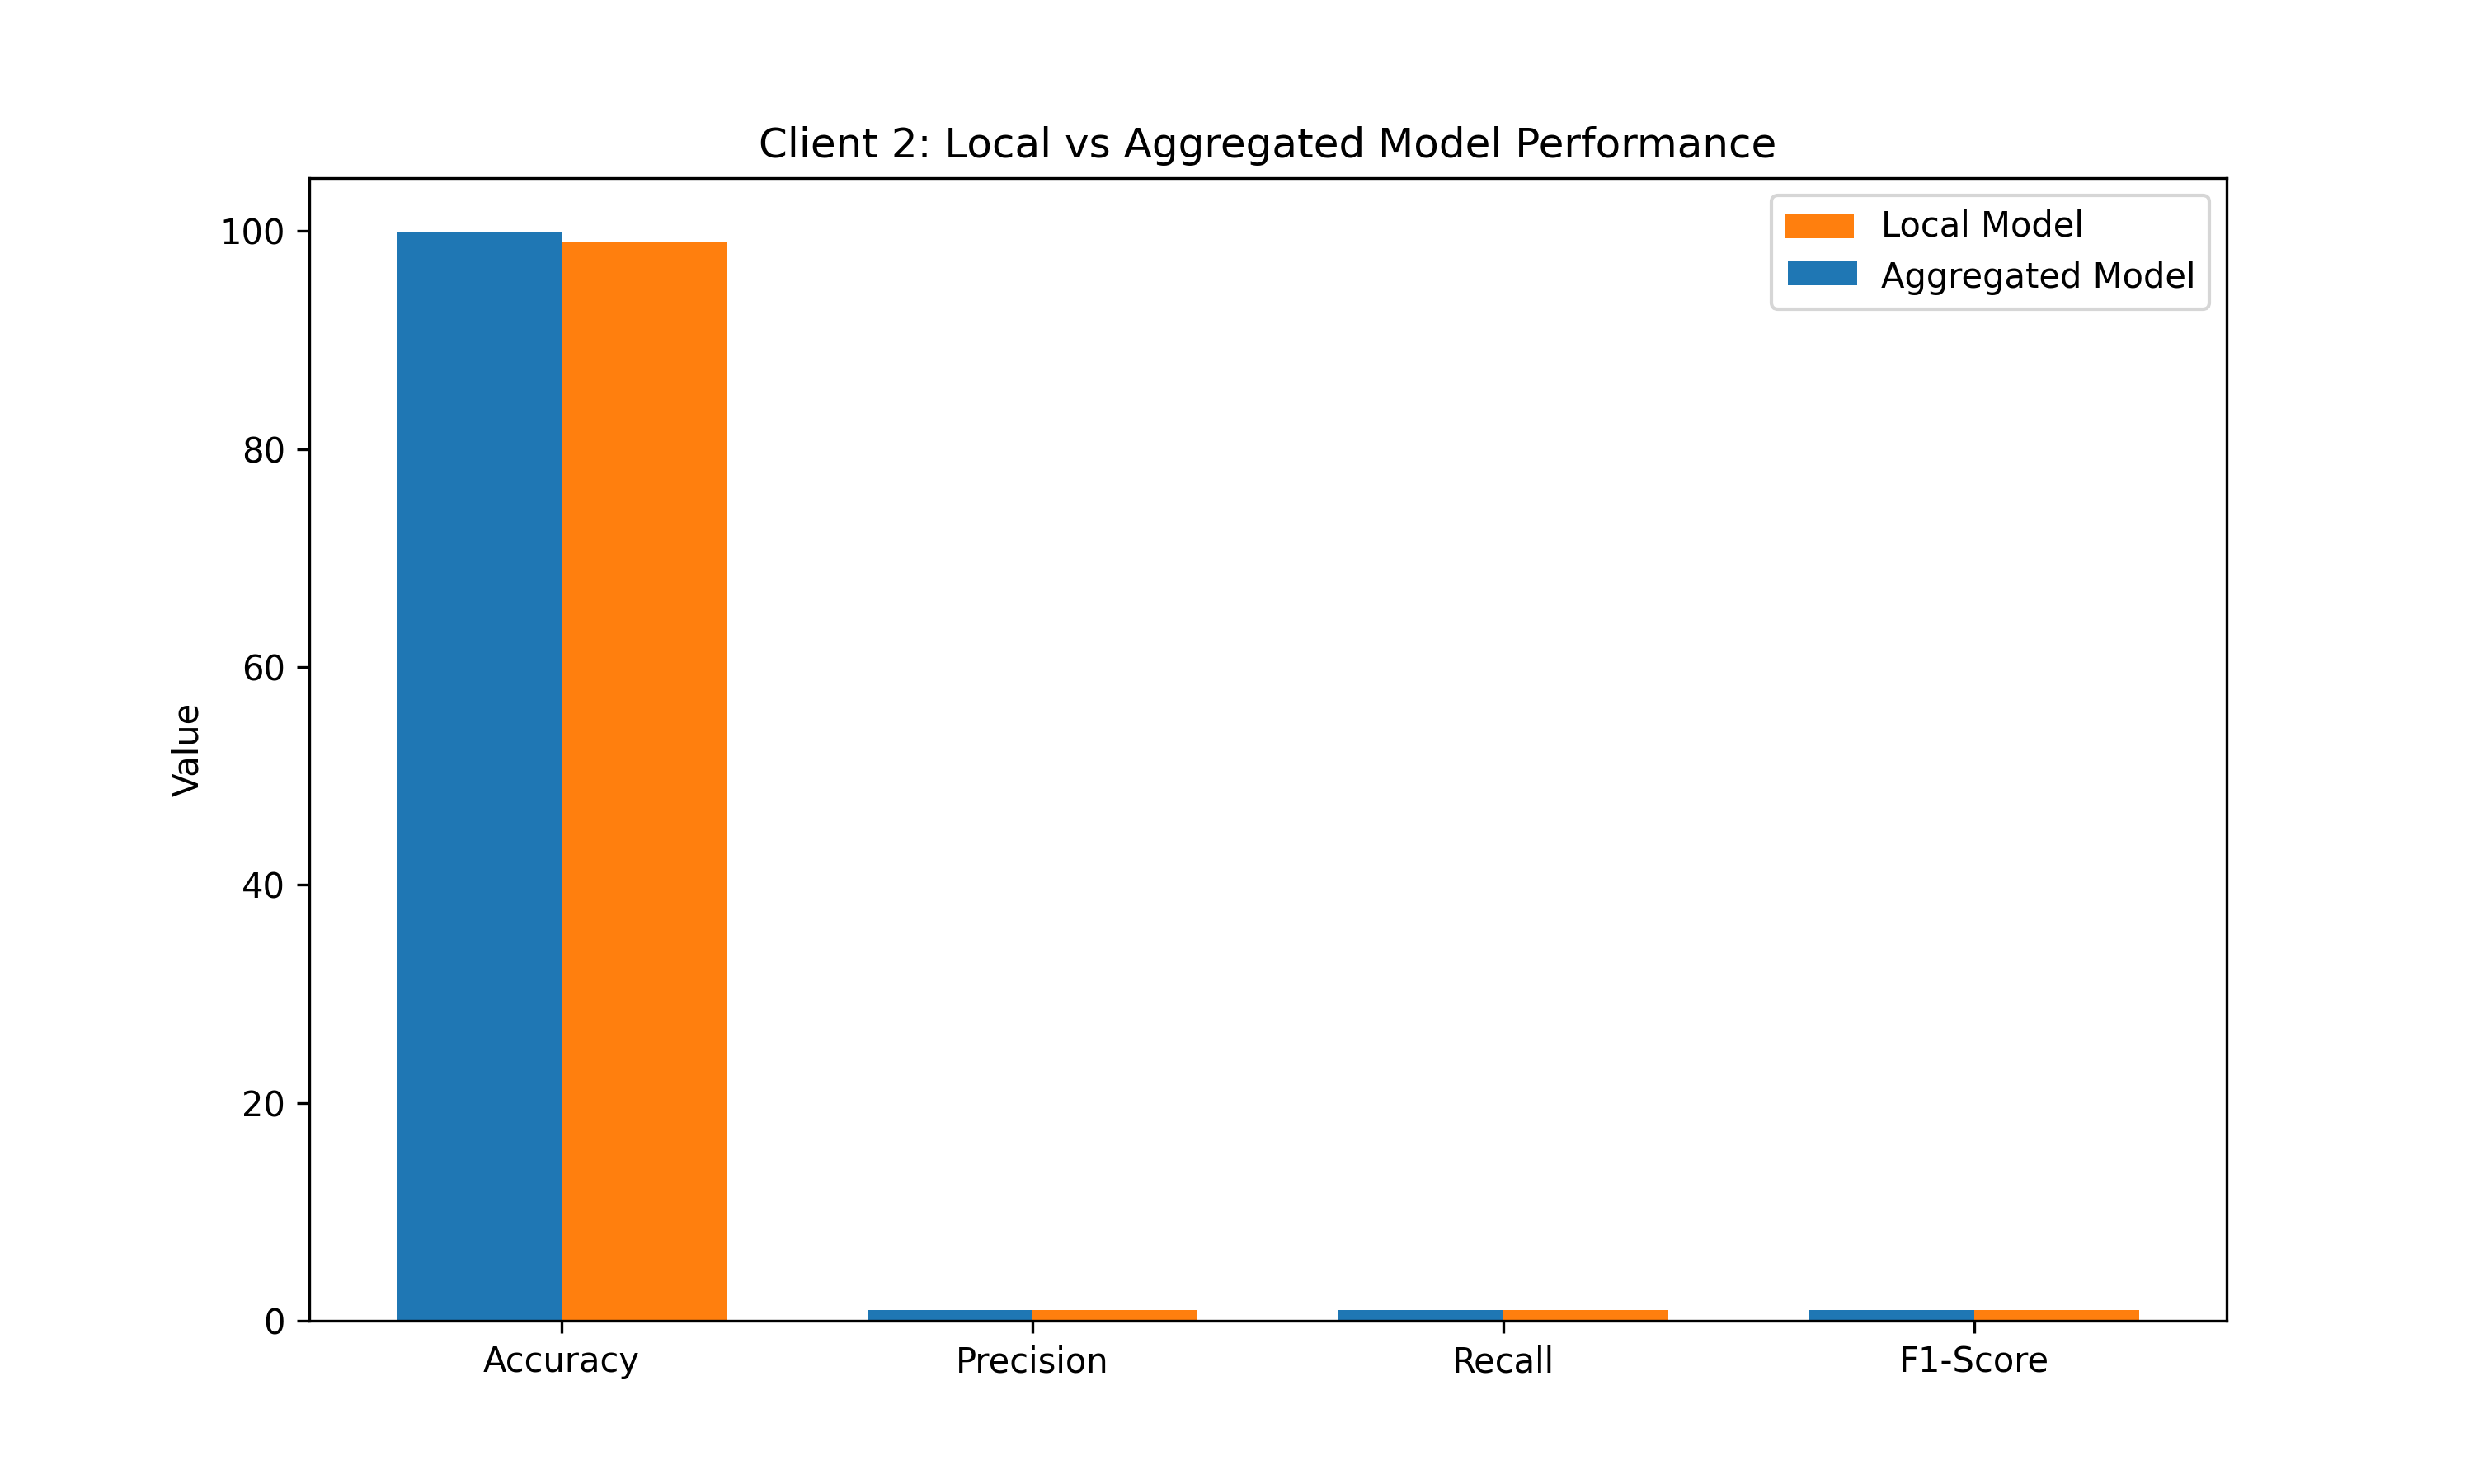 Client 2: Local vs Aggregated Model Performance
Local Model
Aggregated Model
100
80
60
40
20
0
Value
Accuracy
Precision
Recall
F1-Score